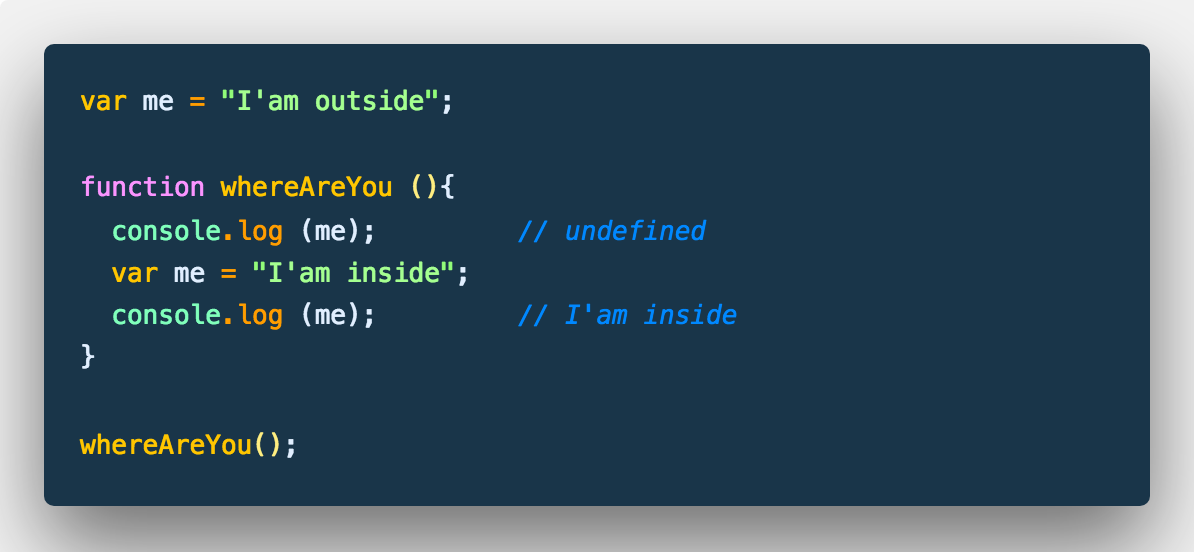 var me = "I'am outside";
function whereAreYou (){
console.log (me); // undefined
var me = "I'am inside";
console.log (me); // I'am inside
}
whereAreYou();